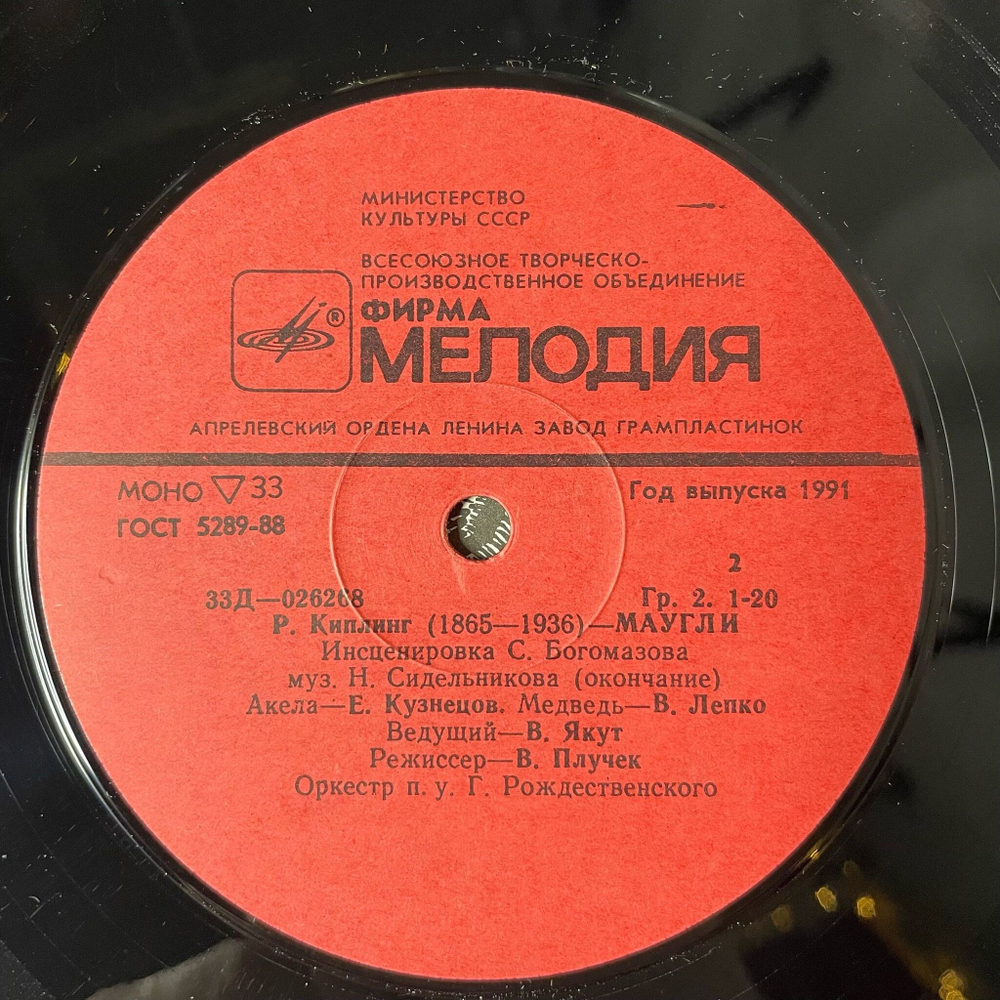 МИНИСТЕРСТВО
КУЛЬТУРЫ СССР
ВСЕСОЮЗНОЕ ТВОРЧЕСКО-
ПРОИЗВОДСТВЕННОЕ ОБЪЕДИНЕНИЕ
ФИРМА
®
МЕЛОДИЯ
АПРЕЛЕВСКИЙ ОРДЕНА ЛЕНИНА ЗАВОД ГРАМПЛАСТИНОК
МОНО ▽ 33 Год выпуска 1991
ГОСТ 5289-88
2
33Д—026268 Гр. 2. 1-20
Р. Киплинг (1865—1936)—МАУГЛИ
Инсценировка С. Богомазова
муз. Н. Сидельникова (окончание)
Акела—Е. Кузнецов. Медведь—В. Лепко
Ведущий—В. Якут
Режиссер—В. Плучек
Оркестр п. у. Г. Рождественского